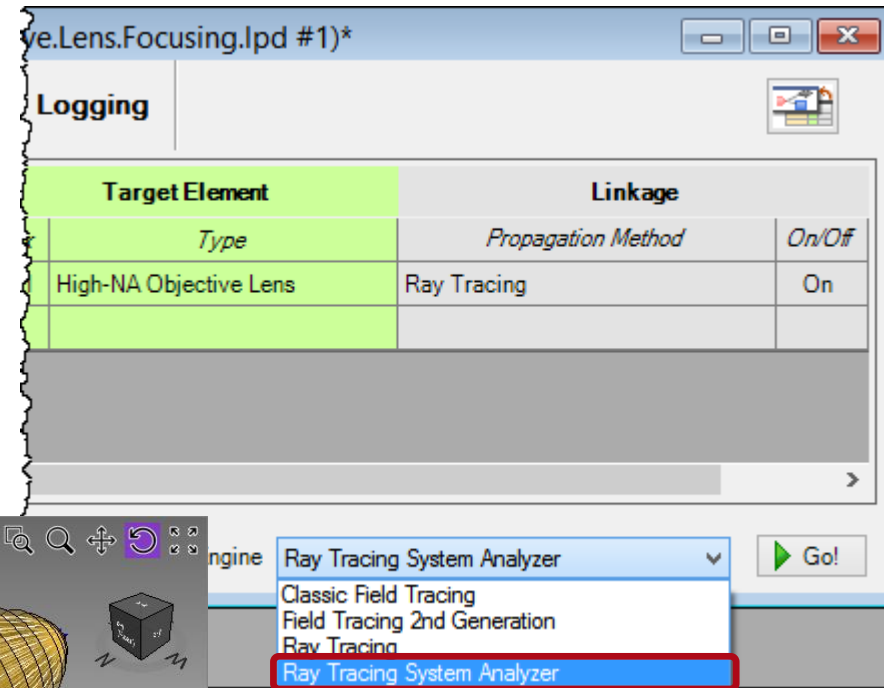 ve.Lens.Focusing.lpd #1)*
Logging
Target Element Linkage
Type Propagation Method On/Off
High-NA Objective Lens Ray Tracing On
ngine Ray Tracing System Analyzer Go!
Classic Field Tracing
Field Tracing 2nd Generation
Ray Tracing
Ray Tracing System Analyzer